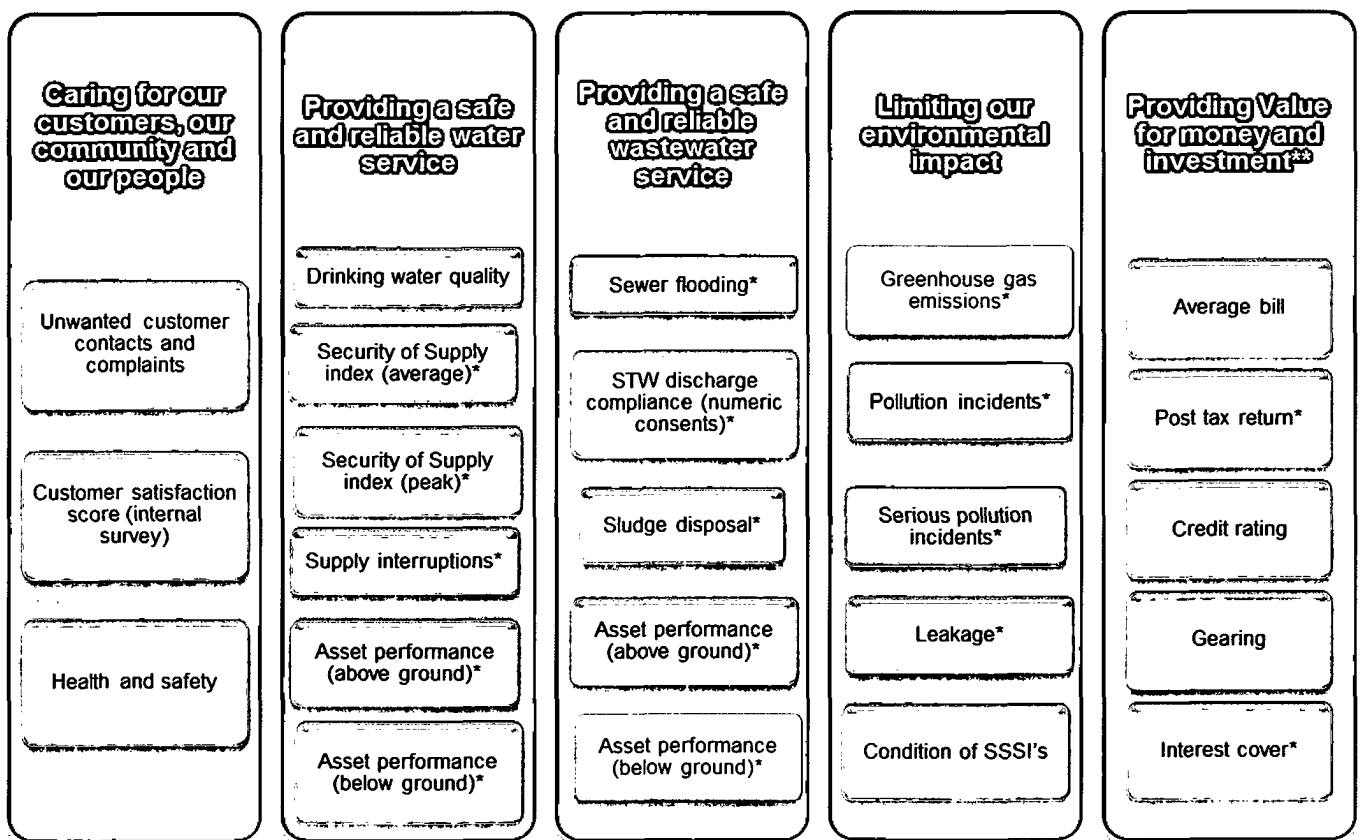 Caring for our
customers, our
community and
our people
Unwanted customer
contacts and
complaints
Customer satisfaction
score (internal
survey)
Health and safety
Providing a safe
and reliable water
service
Drinking water quality
Security of Supply
index (average)*
Security of Supply
index (peak)*
Supply interruptions*
Asset performance
(above ground)*
Asset performance
(below ground)*
Providing a safe
and reliable
wastewater
service
Sewer flooding*
STW discharge
compliance (numeric
consents)*
Sludge disposal*
Asset performance
(above ground)*
Asset performance
(below ground)*
Limiting our
environmental
impact
Greenhouse gas
emissions*
Pollution incidents*
Serious pollution
incidents*
Leakage*
Condition of SSSI's
Providing Value
for money and
investment**
Average bill
Post tax return*
Credit rating
Gearing
Interest cover*